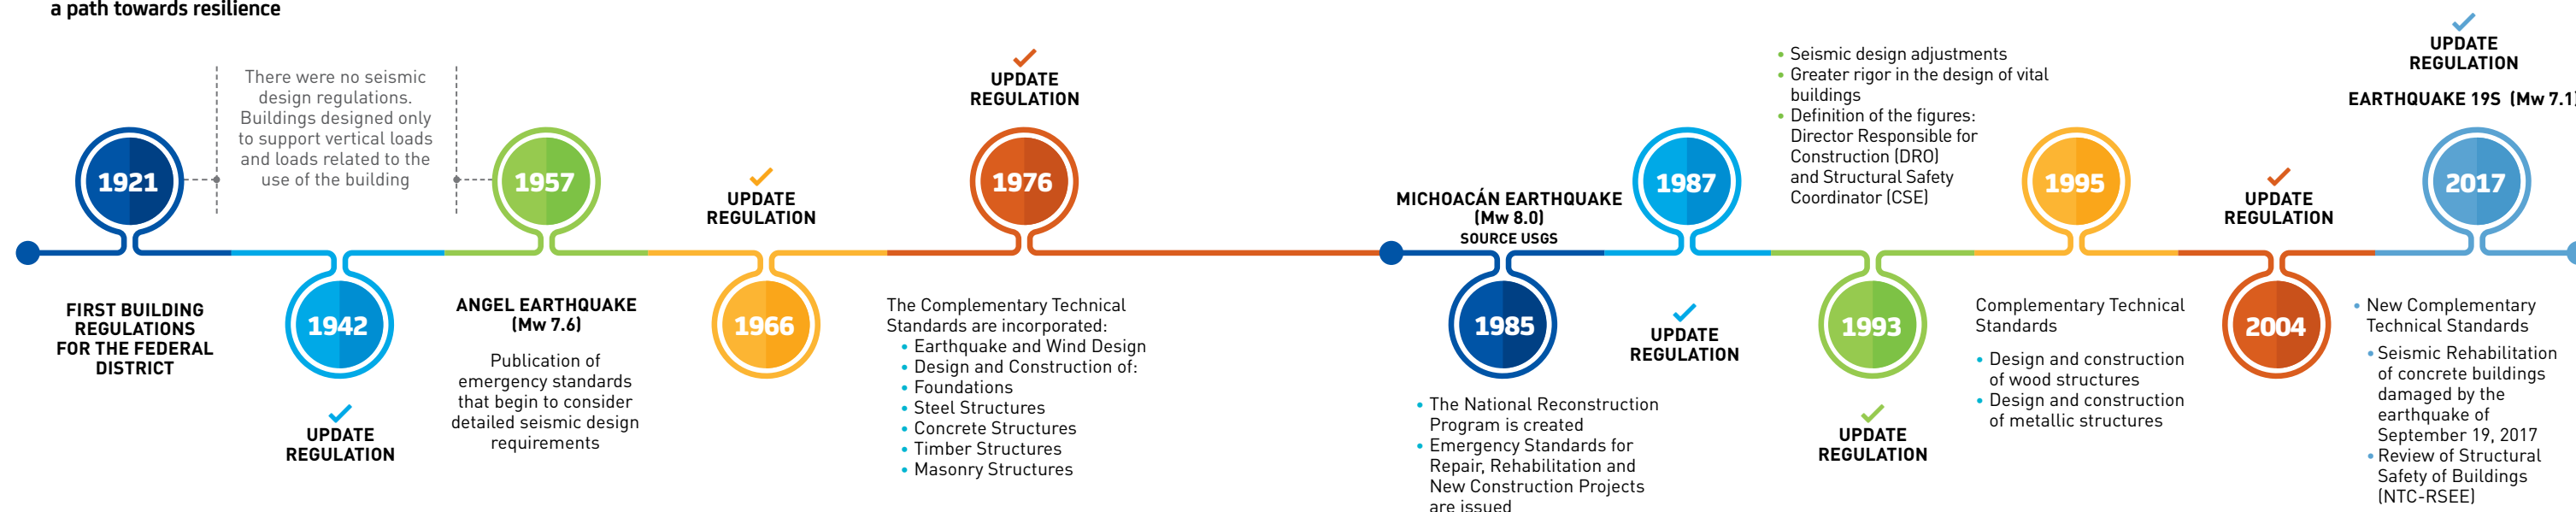 a path towards resilience
1921
FIRST BUILDING
REGULATIONS
FOR THE FEDERAL
DISTRICT
There were no seismic
design regulations.
Buildings designed only
to support vertical loads
and loads related to the
use of the building
1942
UPDATE
REGULATION
1957
ANGEL EARTHQUAKE
(Mw 7.6)
Publication of
emergency standards
that begin to consider
detailed seismic design
requirements
UPDATE
REGULATION
1966
UPDATE
REGULATION
1976
The Complementary Technical
Standards are incorporated:
• Earthquake and Wind Design
• Design and Construction of:
• Foundations
• Steel Structures
• Concrete Structures
• Timber Structures
• Masonry Structures
MICHOACÁN EARTHQUAKE
(Mw 8.0)
SOURCE USGS
1985
• The National Reconstruction
Program is created
• Emergency Standards for
Repair, Rehabilitation and
New Construction Projects
are issued
1987
UPDATE
REGULATION
• Seismic design adjustments
• Greater rigor in the design of vital
buildings
• Definition of the figures:
Director Responsible for
Construction (DRO)
and Structural Safety
Coordinator (CSE)
1993
UPDATE
REGULATION
1995
Complementary Technical
Standards
• Design and construction
of wood structures
• Design and construction
of metallic structures
UPDATE
REGULATION
2004
UPDATE
REGULATION
EARTHQUAKE 19S (Mw 7.1)
2017
• New Complementary
Technical Standards
• Seismic Rehabilitation
of concrete buildings
damaged by the
earthquake of
September 19, 2017
• Review of Structural
Safety of Buildings
(NTC-RSEE)